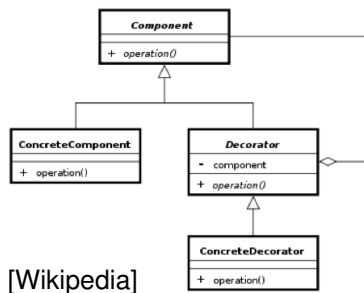 Component
+ operation()
ConcreteComponent
+ operation()
Decorator
- component
+ operation()
ConcreteDecorator
+ operation()
[Wikipedia]